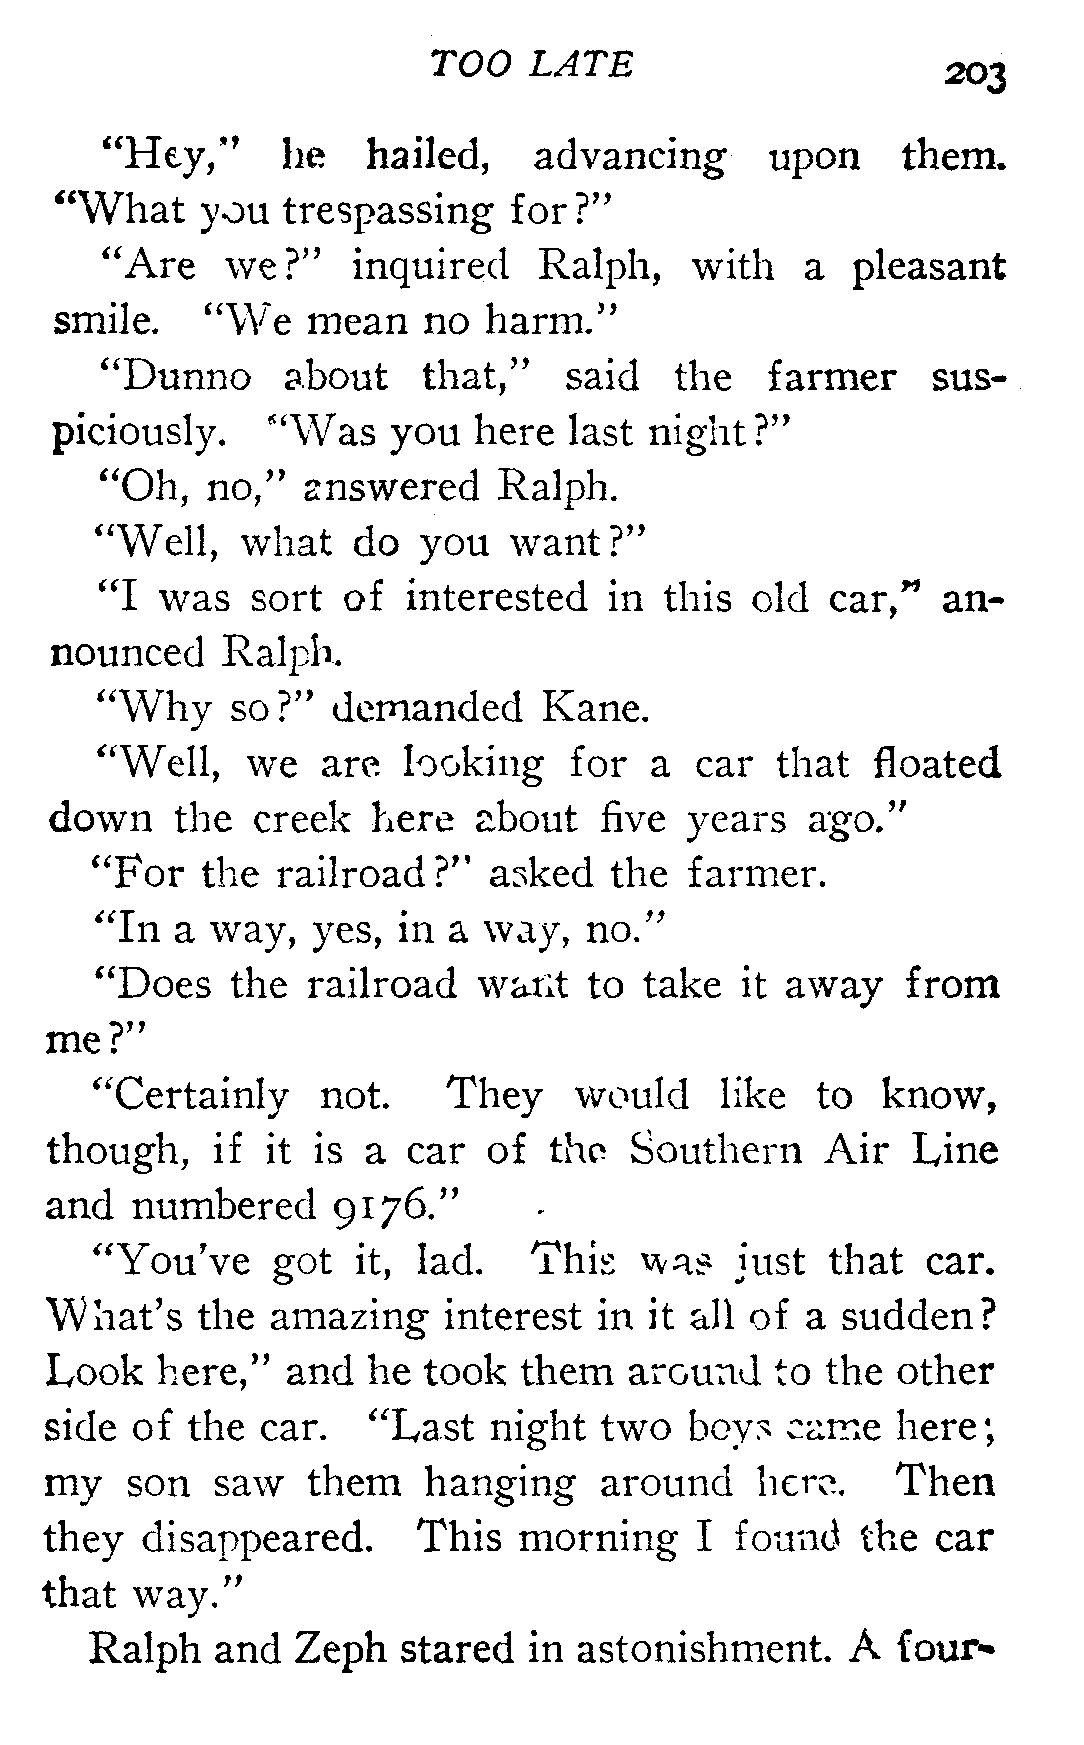 TOO LATE
203
"Hey," he hailed, advancing upon them.
"What you trespassing for?"
"Are we?" inquired Ralph, with a pleasant
smile. "We mean no harm."
"Dunno about that," said the farmer sus-
piciously. "Was you here last night?"
"Oh, no," answered Ralph.
"Well, what do you want?"
"I was sort of interested in this old car," an-
nounced Ralph.
"Why so?" demanded Kane.
"Well, we are looking for a car that floated
down the creek here about five years ago."
"For the railroad?" asked the farmer.
"In a way, yes, in a way, no."
"Does the railroad want to take it away from
me?"
"Certainly not. They would like to know,
though, if it is a car of the Southern Air Line
and numbered 9176."
"You've got it, lad. This was just that car.
What's the amazing interest in it all of a sudden?
Look here," and he took them around to the other
side of the car. "Last night two boys came here;
my son saw them hanging around here. Then
they disappeared. This morning I found the car
that way."
Ralph and Zeph stared in astonishment. A four-